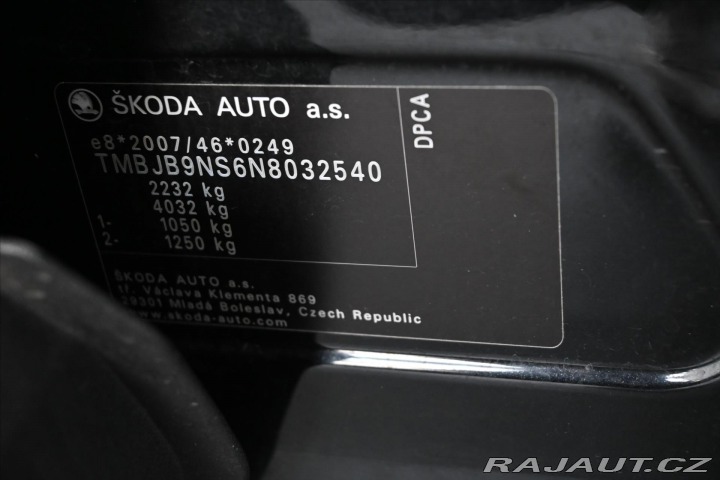 ŠKODA AUTO a.s.
DPCA
e8*2007/46*0249
TMBJB9NS6N8032540
2232 kg
4032 kg
1- 1050 kg
2- 1250 kg
ŠKODA AUTO a.s.
tř. Václava Klementa 869
29301 Mladá Boleslav, Czech Republic
www.skoda-auto.com
RAJAUT.CZ